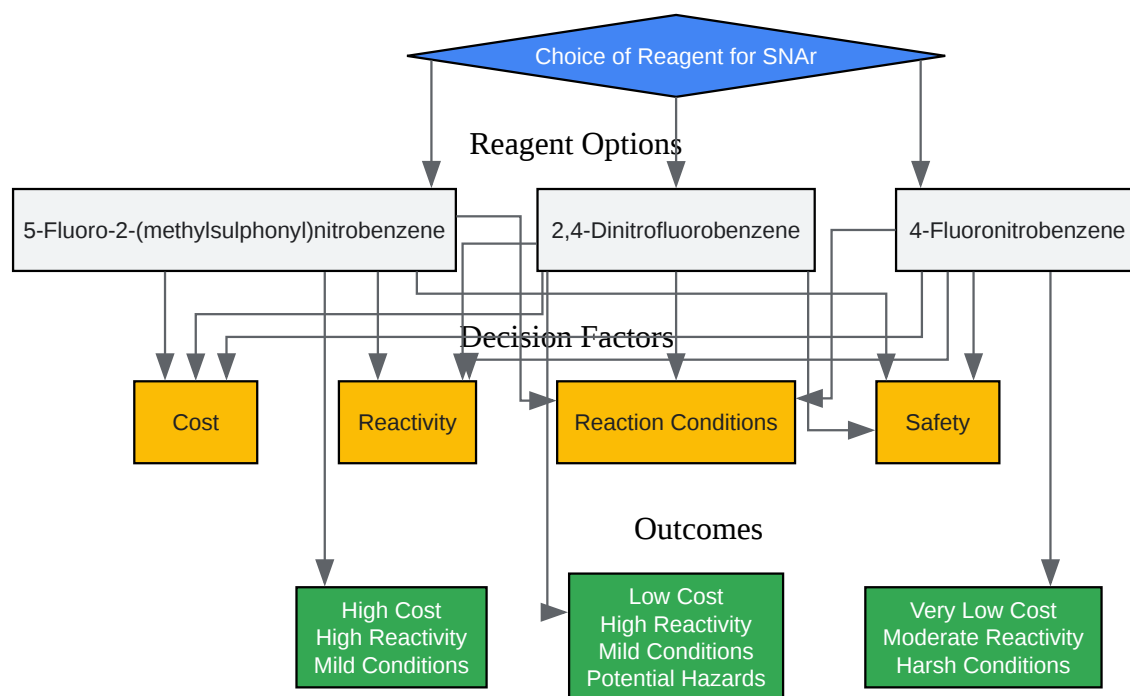 Choice of Reagent for SNAr
Reagent Options
5-Fluoro-2-(methylsulphonyl)nitrobenzene
2,4-Dinitrofluorobenzene
4-Fluoronitrobenzene
Decision Factors
Cost
Reactivity
Reaction Conditions
Safety
Outcomes
High Cost
High Reactivity
Mild Conditions
Low Cost
High Reactivity
Mild Conditions
Potential Hazards
Very Low Cost
Moderate Reactivity
Harsh Conditions